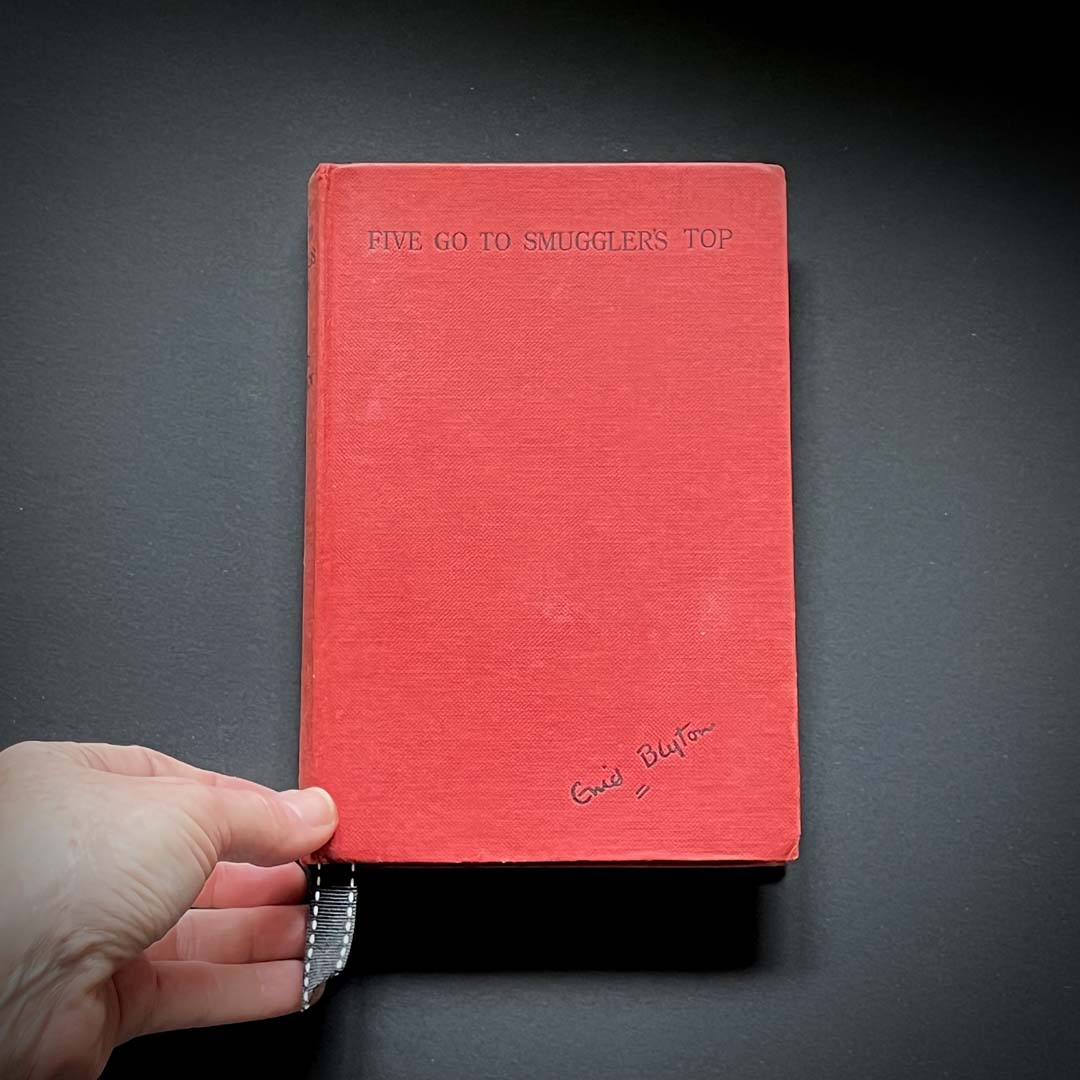 FIVE GO TO SMUGGLER'S TOP
Enid Blyton